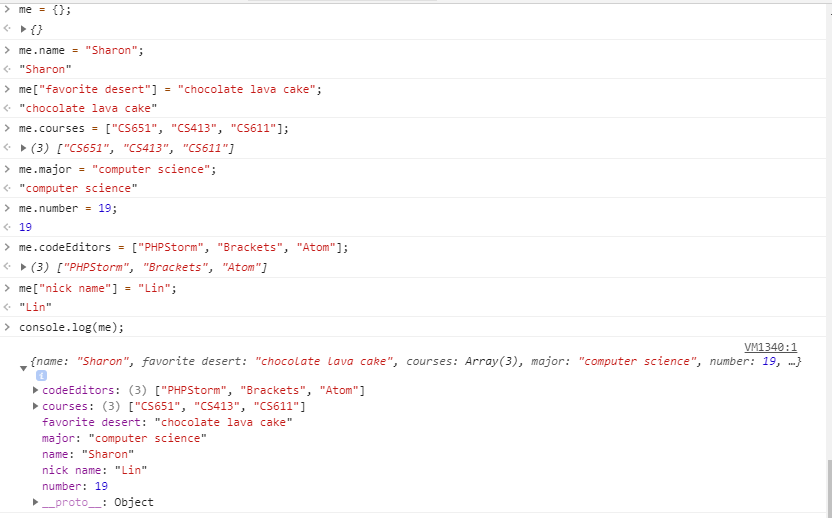 me = {};
{}
me.name = "Sharon";
"Sharon"
me["favorite desert"] = "chocolate lava cake";
"chocolate lava cake"
me.courses = ["CS651", "CS413", "CS611"];
(3) ["CS651", "CS413", "CS611"]
me.major = "computer science";
"computer science"
me.number = 19;
19
me.codeEditors = ["PHPStorm", "Brackets", "Atom"];
(3) ["PHPStorm", "Brackets", "Atom"]
me["nick name"] = "Lin";
"Lin"
console.log(me);
VM1340:1
{name: "Sharon", favorite desert: "chocolate lava cake", courses: Array(3), major: "computer science", number: 19, …}
i
codeEditors: (3) ["PHPStorm", "Brackets", "Atom"]
courses: (3) ["CS651", "CS413", "CS611"]
favorite desert: "chocolate lava cake"
major: "computer science"
name: "Sharon"
nick name: "Lin"
number: 19
__proto__: Object